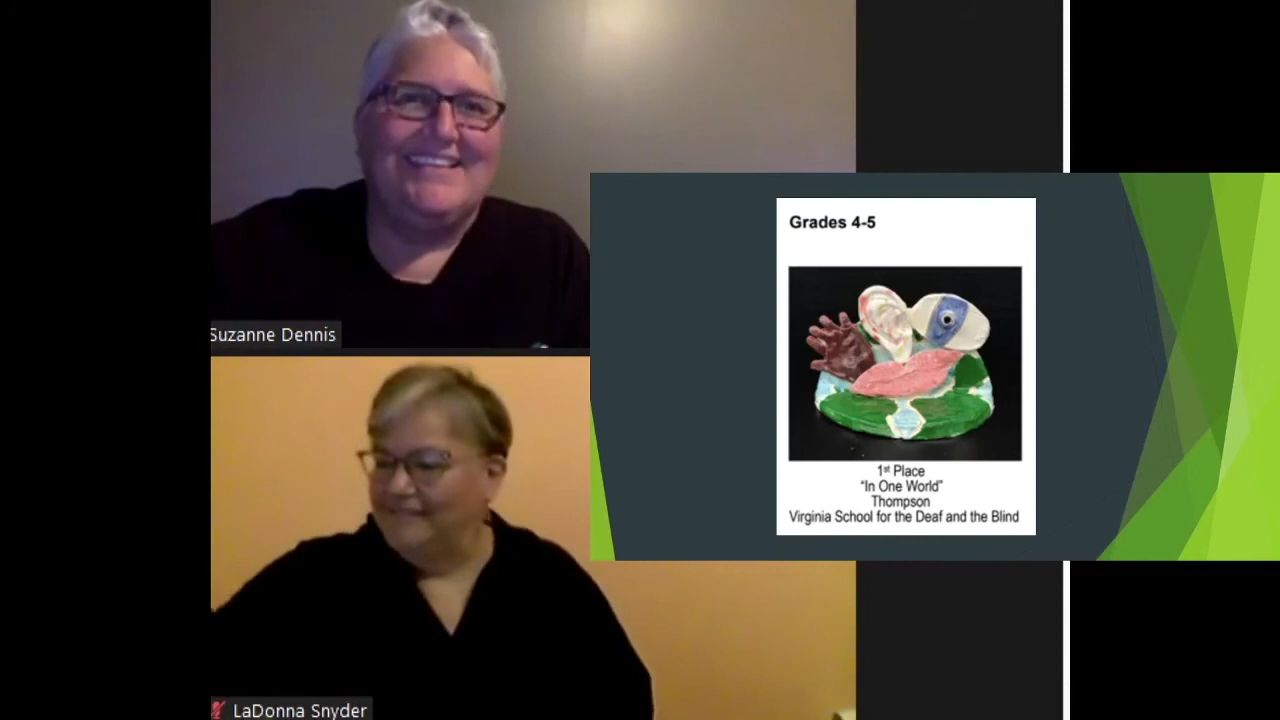 Suzanne Dennis
Grades 4-5
1st Place
“In One World”
Thompson
Virginia School for the Deaf and the Blind
LaDonna Snyder